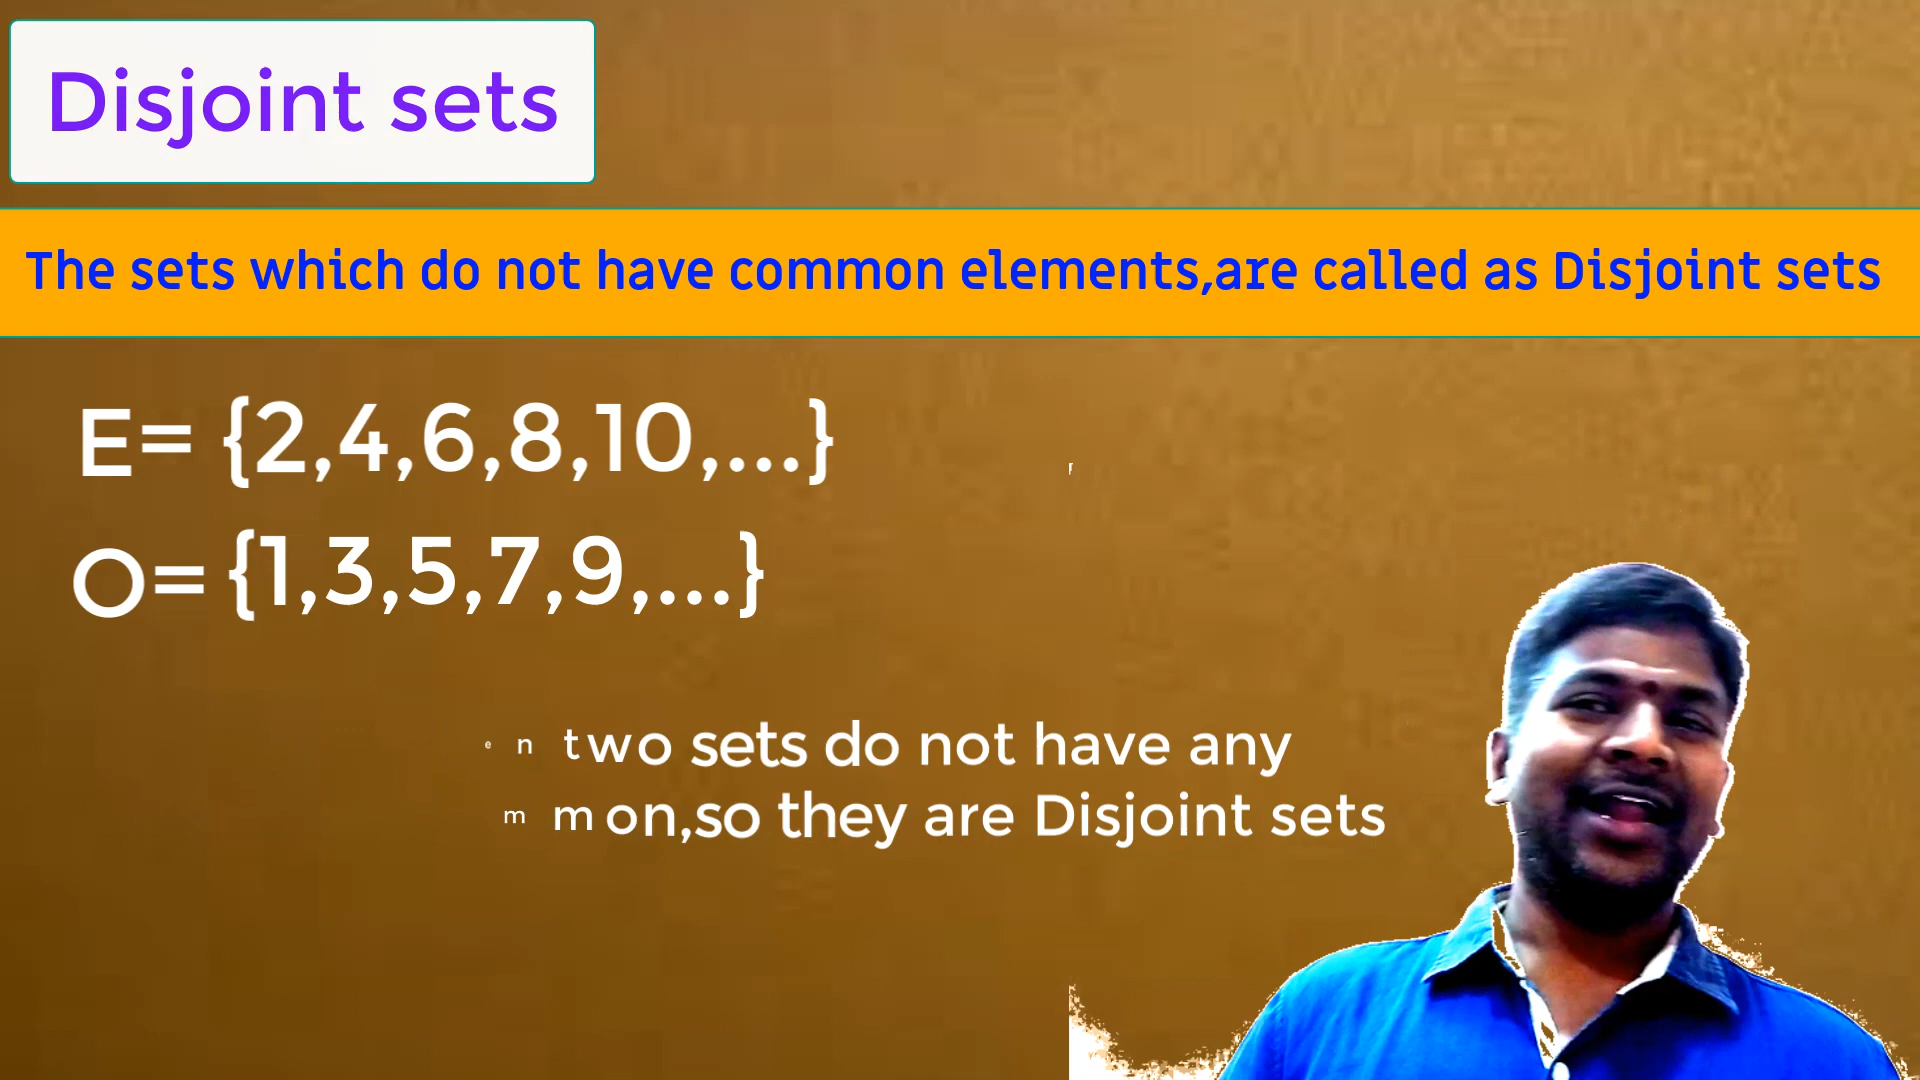 Disjoint sets
The sets which do not have common elements,are called as Disjoint sets
E= {2,4,6,8,10,...}
O= {1,3,5,7,9,...}
e n two sets do not have any
m mon,so they are Disjoint sets